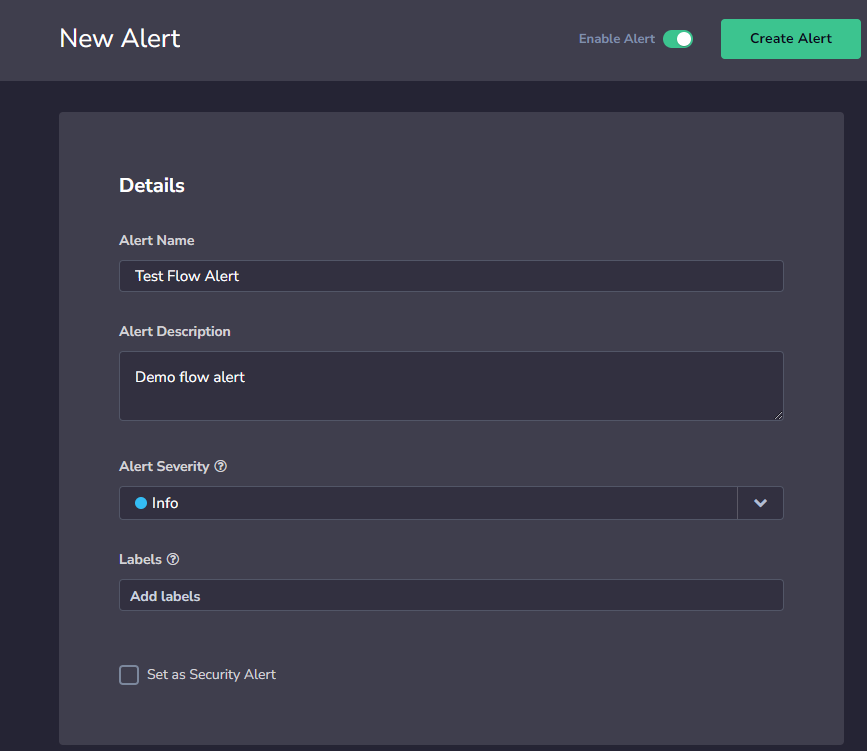 New Alert
Enable Alert
Create Alert
Details
Alert Name
Test Flow Alert
Alert Description
Demo flow alert
Alert Severity ?
Info
Labels ?
Add labels
Set as Security Alert